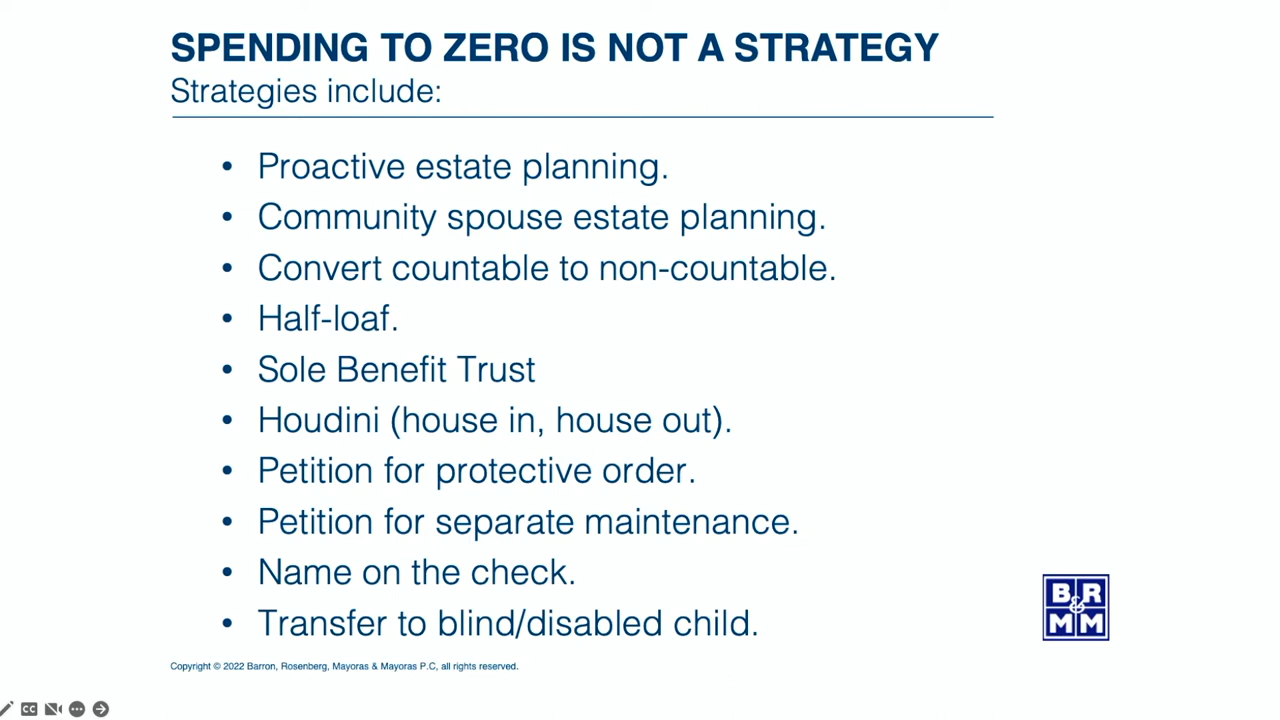 SPENDING TO ZERO IS NOT A STRATEGY
Strategies include:
• Proactive estate planning.
• Community spouse estate planning.
• Convert countable to non-countable.
• Half-loaf.
• Sole Benefit Trust
• Houdini (house in, house out).
• Petition for protective order.
• Petition for separate maintenance.
• Name on the check.
• Transfer to blind/disabled child.
B&R
MM
Copyright © 2022 Barron, Rosenberg, Mayoras & Mayoras P.C, all rights reserved.
CC